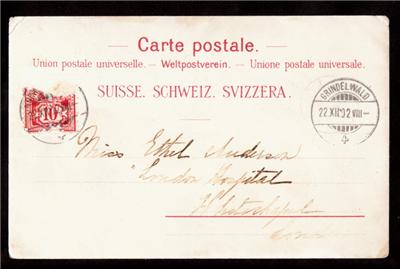 Carte postale.
Union postale universelle. – Weltpostverein. – Unione postale universale.
SUISSE. SCHWEIZ. SVIZZERA.
10
GRINDELWALD
22.XII.02 VIII–
Miss Ethel Anderson
London Hospital
Whitechapel